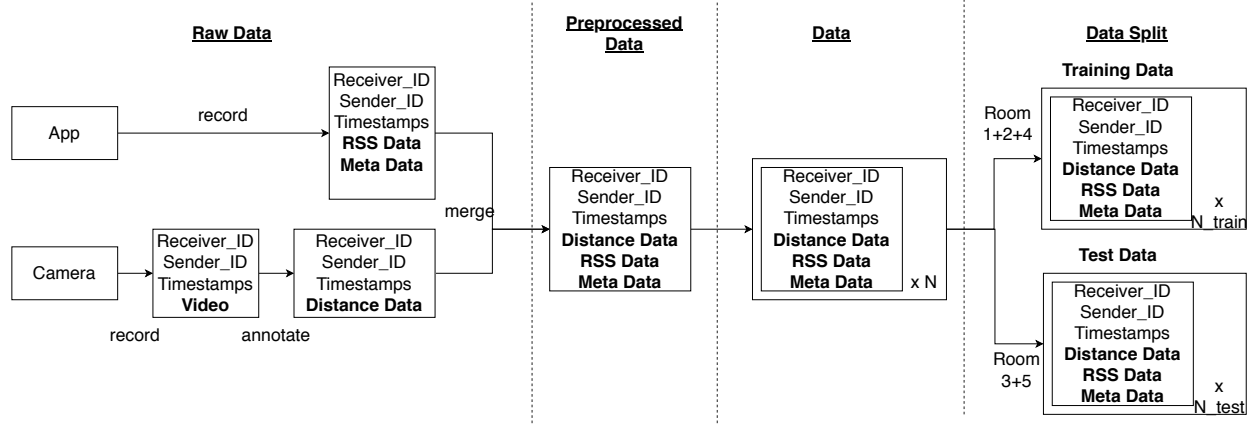 Raw Data
App
record
Receiver_ID
Sender_ID
Timestamps
RSS Data
Meta Data
Camera
record
Receiver_ID
Sender_ID
Timestamps
Video
annotate
Receiver_ID
Sender_ID
Timestamps
Distance Data
merge
Preprocessed
Data
Receiver_ID
Sender_ID
Timestamps
Distance Data
RSS Data
Meta Data
Data
Receiver_ID
Sender_ID
Timestamps
Distance Data
RSS Data
Meta Data
x N
Data Split
Training Data
Room
1+2+4
Receiver_ID
Sender_ID
Timestamps
Distance Data
RSS Data
Meta Data
x
N_train
Test Data
Room
3+5
Receiver_ID
Sender_ID
Timestamps
Distance Data
RSS Data
Meta Data
x
N_test